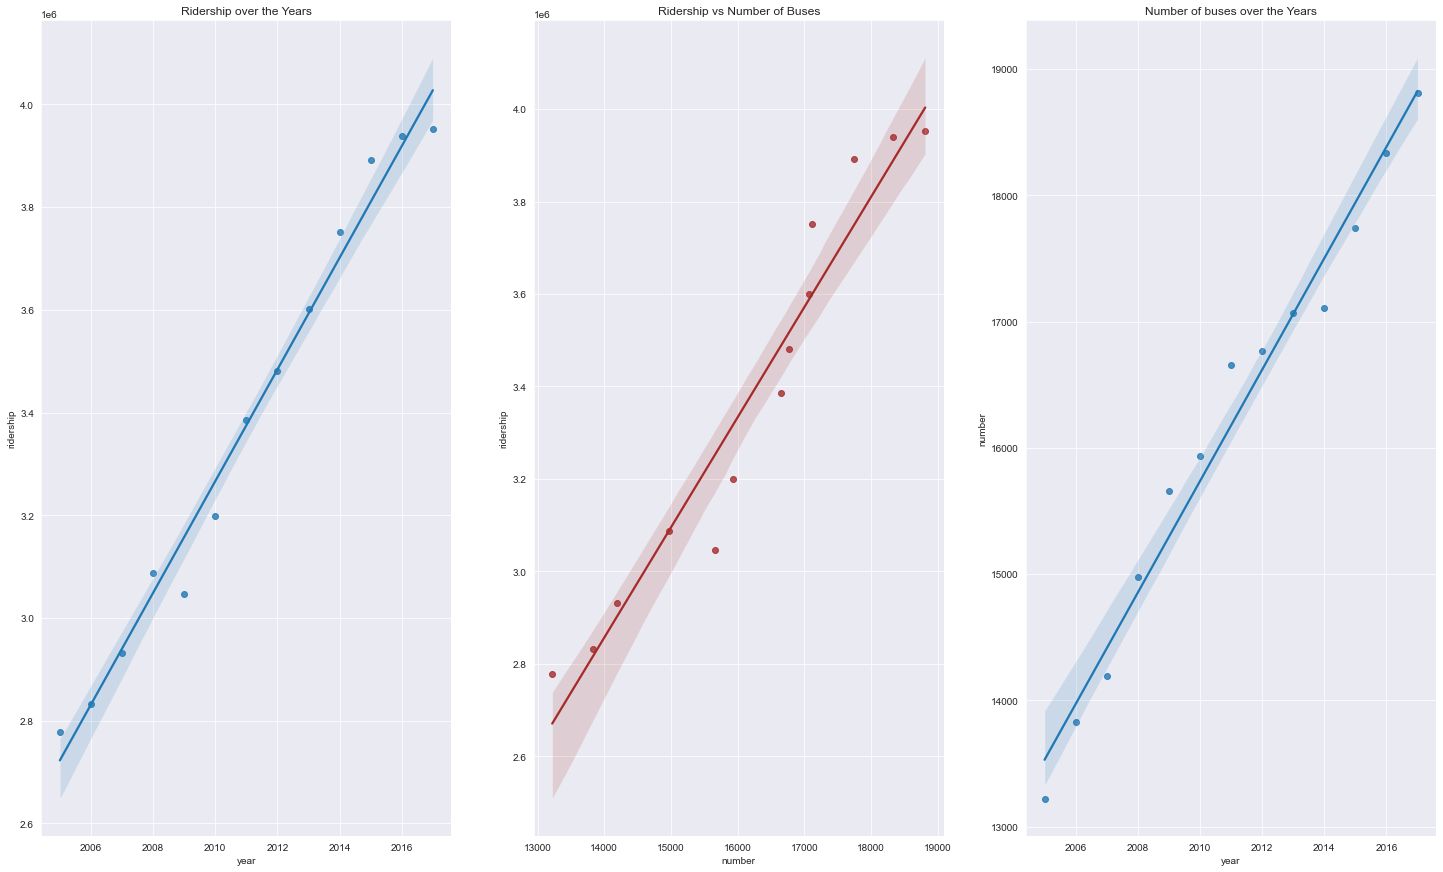 Ridership over the Years
1e6
4.0
3.8
3.6
3.4
3.2
3.0
2.8
2.6
ridership
2006 2008 2010 2012 2014 2016
year
Ridership vs Number of Buses
1e6
4.0
3.8
3.6
3.4
3.2
3.0
2.8
2.6
ridership
13000 14000 15000 16000 17000 18000 19000
number
Number of buses over the Years
19000
18000
17000
16000
15000
14000
13000
number
2006 2008 2010 2012 2014 2016
year